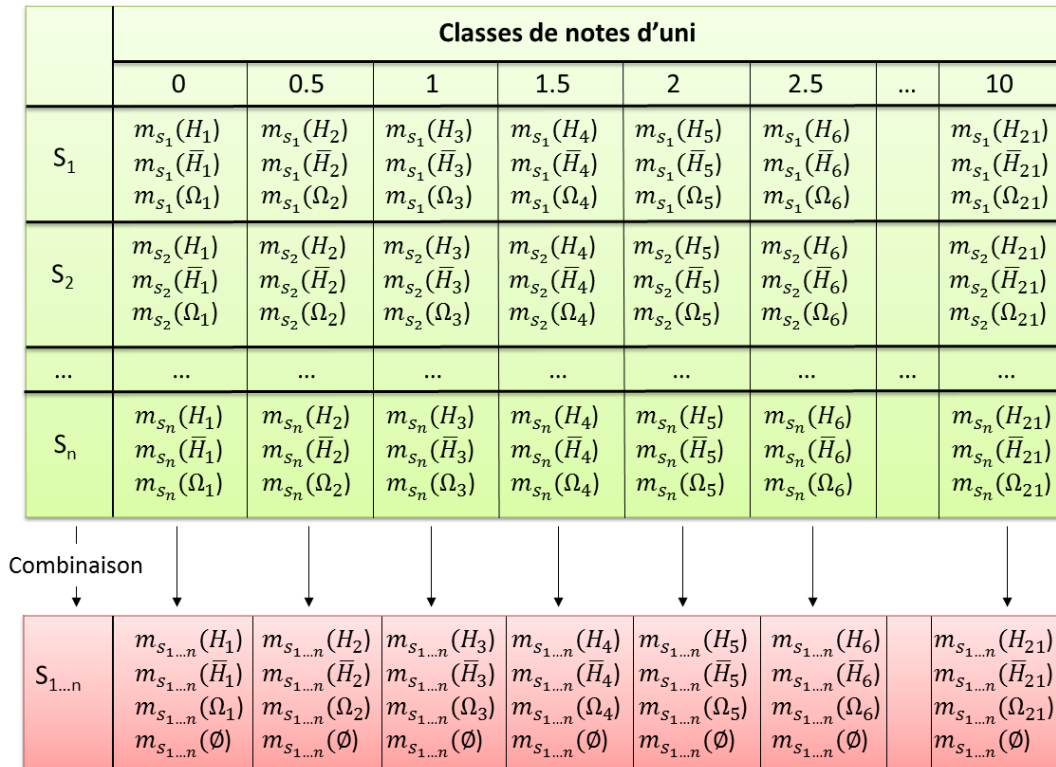 Classes de notes d'uni
0 0.5 1 1.5 2 2.5 ... 10
S₁
m_{s₁}(H₁) m_{s₁}(H₂) m_{s₁}(H₃) m_{s₁}(H₄) m_{s₁}(H₅) m_{s₁}(H₆) m_{s₁}(H₂₁)
m_{s₁}(H̅₁) m_{s₁}(H̅₂) m_{s₁}(H̅₃) m_{s₁}(H̅₄) m_{s₁}(H̅₅) m_{s₁}(H̅₆) m_{s₁}(H̅₂₁)
m_{s₁}(Ω₁) m_{s₁}(Ω₂) m_{s₁}(Ω₃) m_{s₁}(Ω₄) m_{s₁}(Ω₅) m_{s₁}(Ω₆) m_{s₁}(Ω₂₁)
S₂
m_{s₂}(H₁) m_{s₂}(H₂) m_{s₂}(H₃) m_{s₂}(H₄) m_{s₂}(H₅) m_{s₂}(H₆) m_{s₂}(H₂₁)
m_{s₂}(H̅₁) m_{s₂}(H̅₂) m_{s₂}(H̅₃) m_{s₂}(H̅₄) m_{s₂}(H̅₅) m_{s₂}(H̅₆) m_{s₂}(H̅₂₁)
m_{s₂}(Ω₁) m_{s₂}(Ω₂) m_{s₂}(Ω₃) m_{s₂}(Ω₄) m_{s₂}(Ω₅) m_{s₂}(Ω₆) m_{s₂}(Ω₂₁)
... ... ... ... ... ... ... ... ...
Sₙ
m_{sₙ}(H₁) m_{sₙ}(H₂) m_{sₙ}(H₃) m_{sₙ}(H₄) m_{sₙ}(H₅) m_{sₙ}(H₆) m_{sₙ}(H₂₁)
m_{sₙ}(H̅₁) m_{sₙ}(H̅₂) m_{sₙ}(H̅₃) m_{sₙ}(H̅₄) m_{sₙ}(H̅₅) m_{sₙ}(H̅₆) m_{sₙ}(H̅₂₁)
m_{sₙ}(Ω₁) m_{sₙ}(Ω₂) m_{sₙ}(Ω₃) m_{sₙ}(Ω₄) m_{sₙ}(Ω₅) m_{sₙ}(Ω₆) m_{sₙ}(Ω₂₁)
Combinaison
S₁...ₙ
m_{s₁...ₙ}(H₁) m_{s₁...ₙ}(H₂) m_{s₁...ₙ}(H₃) m_{s₁...ₙ}(H₄) m_{s₁...ₙ}(H₅) m_{s₁...ₙ}(H₆) m_{s₁...ₙ}(H₂₁)
m_{s₁...ₙ}(H̅₁) m_{s₁...ₙ}(H̅₂) m_{s₁...ₙ}(H̅₃) m_{s₁...ₙ}(H̅₄) m_{s₁...ₙ}(H̅₅) m_{s₁...ₙ}(H̅₆) m_{s₁...ₙ}(H̅₂₁)
m_{s₁...ₙ}(Ω₁) m_{s₁...ₙ}(Ω₂) m_{s₁...ₙ}(Ω₃) m_{s₁...ₙ}(Ω₄) m_{s₁...ₙ}(Ω₅) m_{s₁...ₙ}(Ω₆) m_{s₁...ₙ}(Ω₂₁)
m_{s₁...ₙ}(Ø) m_{s₁...ₙ}(Ø) m_{s₁...ₙ}(Ø) m_{s₁...ₙ}(Ø) m_{s₁...ₙ}(Ø) m_{s₁...ₙ}(Ø) m_{s₁...ₙ}(Ø)